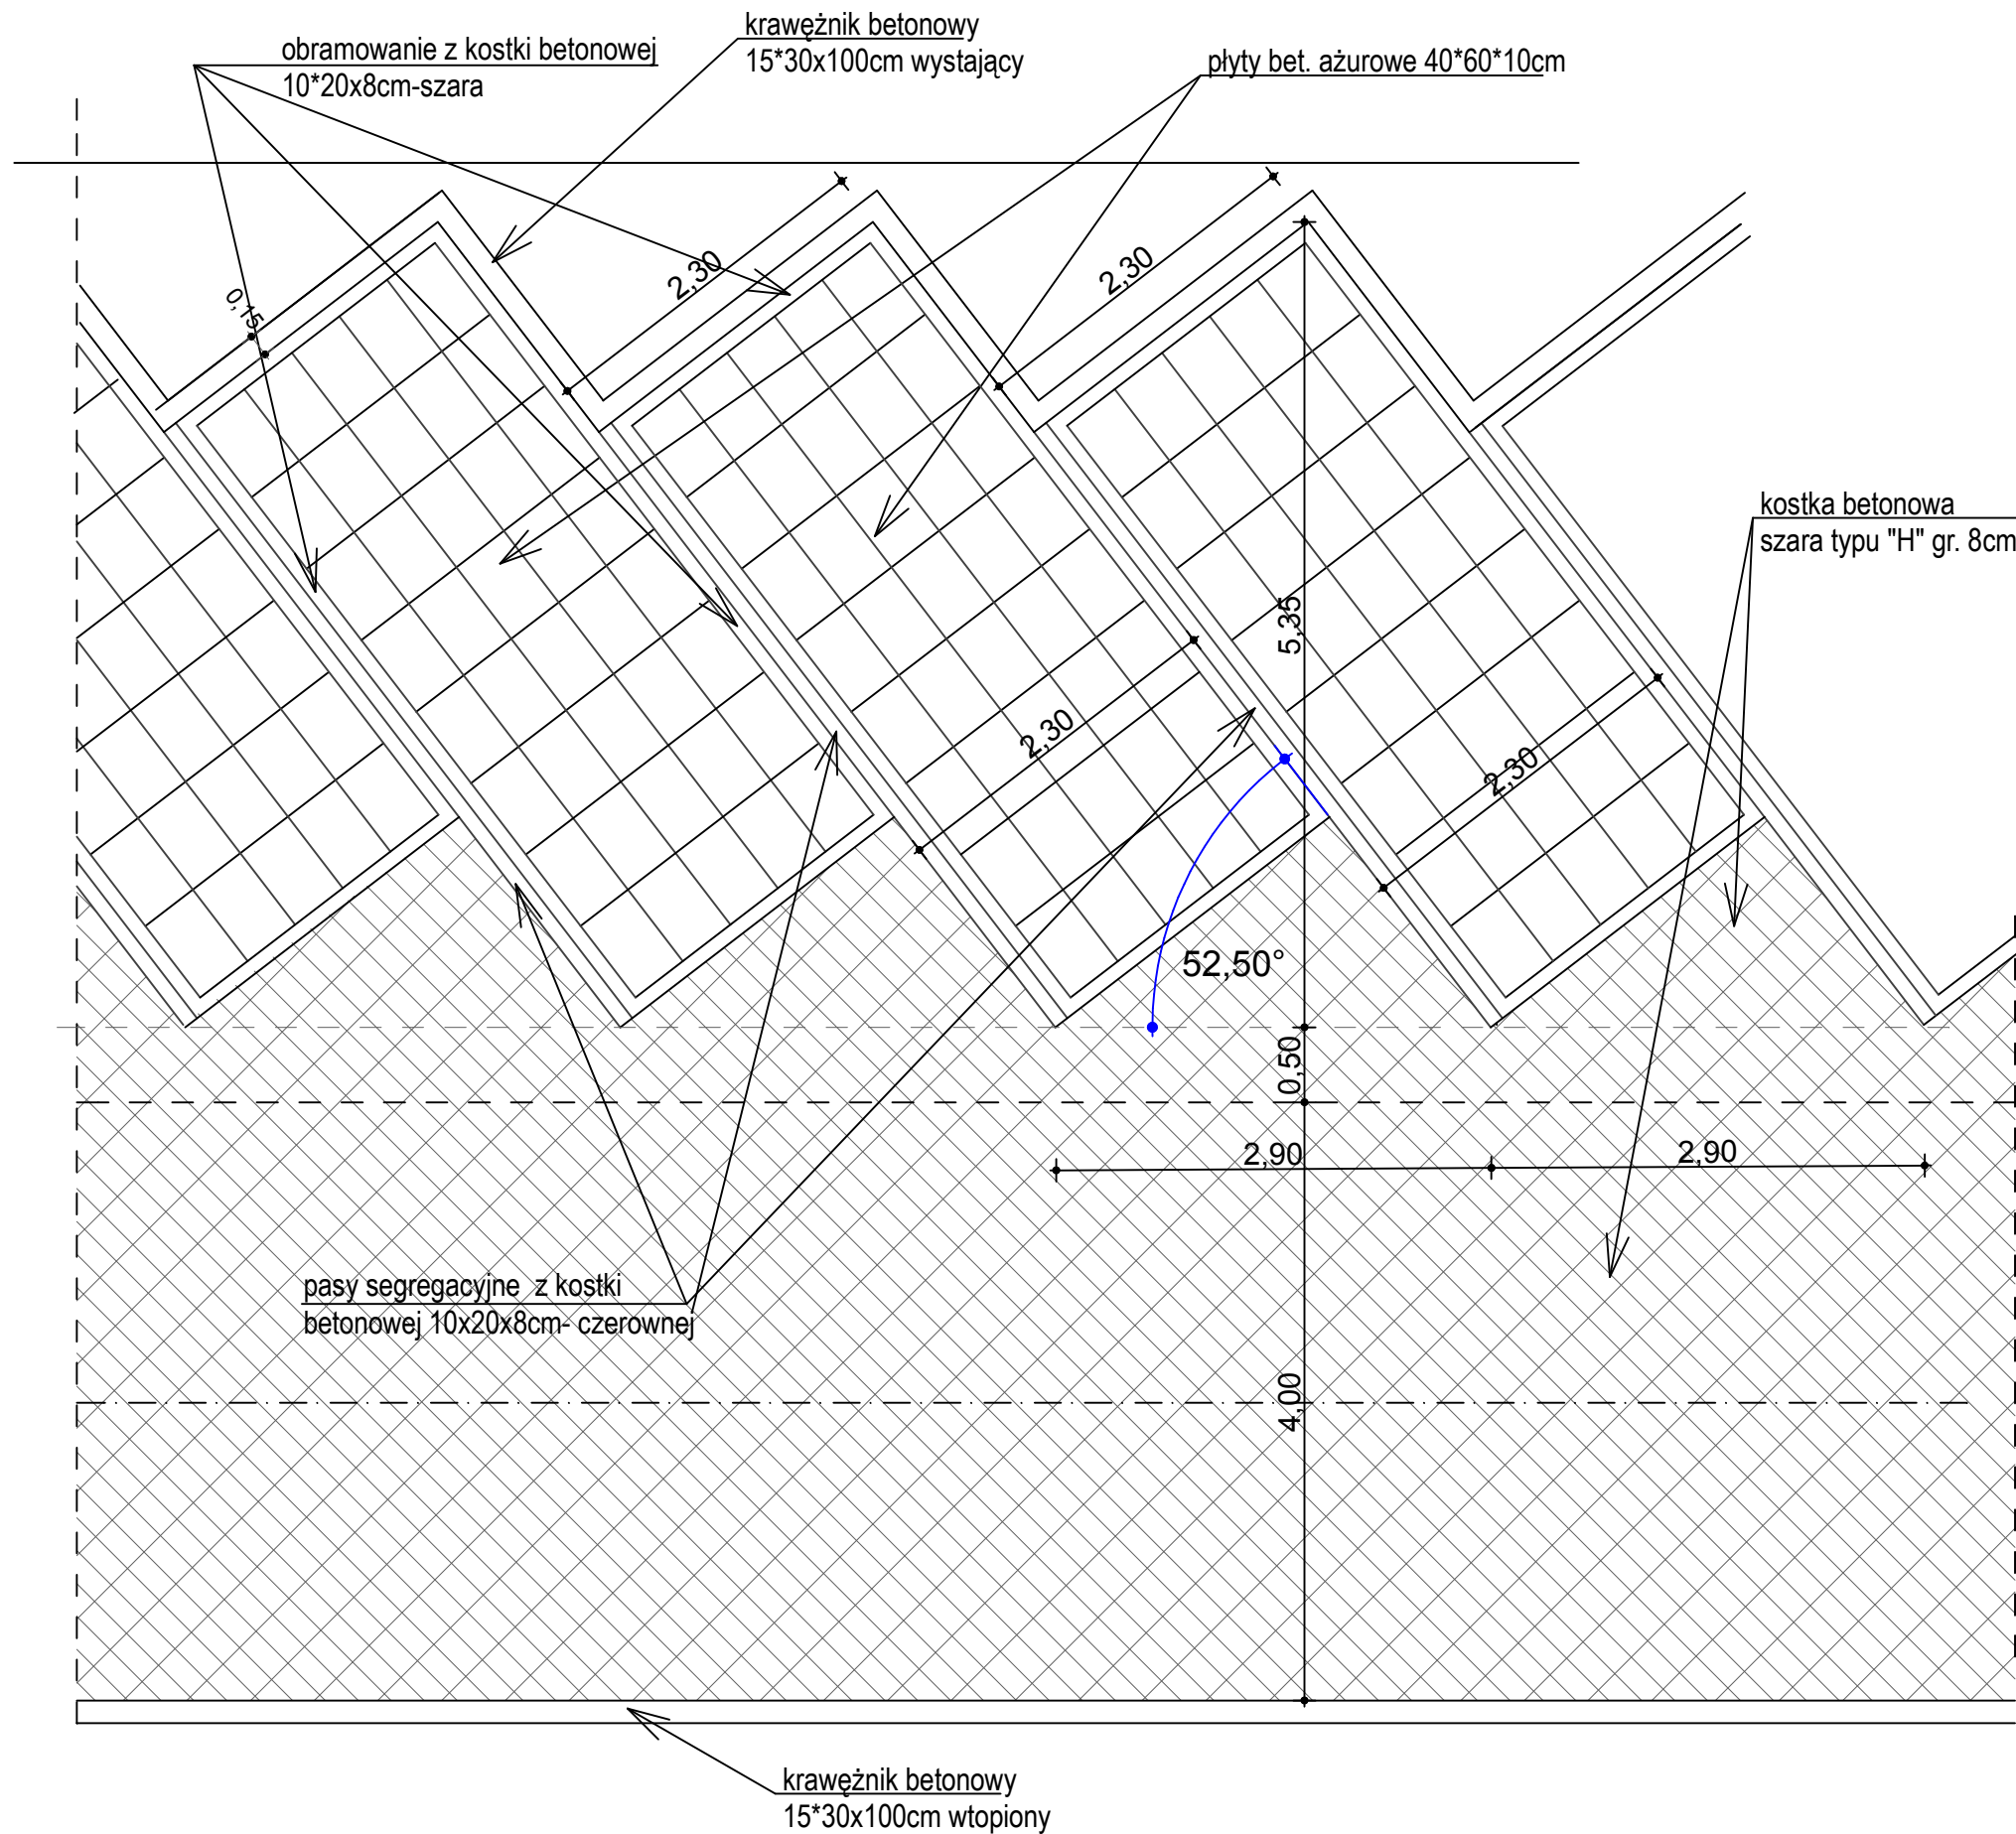 krawężnik betonowy
15*30x100cm wystający
obramowanie z kostki betonowej
10*20x8cm-szara
płyty bet. ażurowe 40*60*10cm
2,30
2,30
0,15
kostka betonowa
szara typu "H" gr. 8cm
5,35
2,30
2,30
52,50°
0,50
2,90
2,90
pasy segregacyjne z kostki
betonowej 10x20x8cm- czerownej
4,00
krawężnik betonowy
15*30x100cm wtopiony